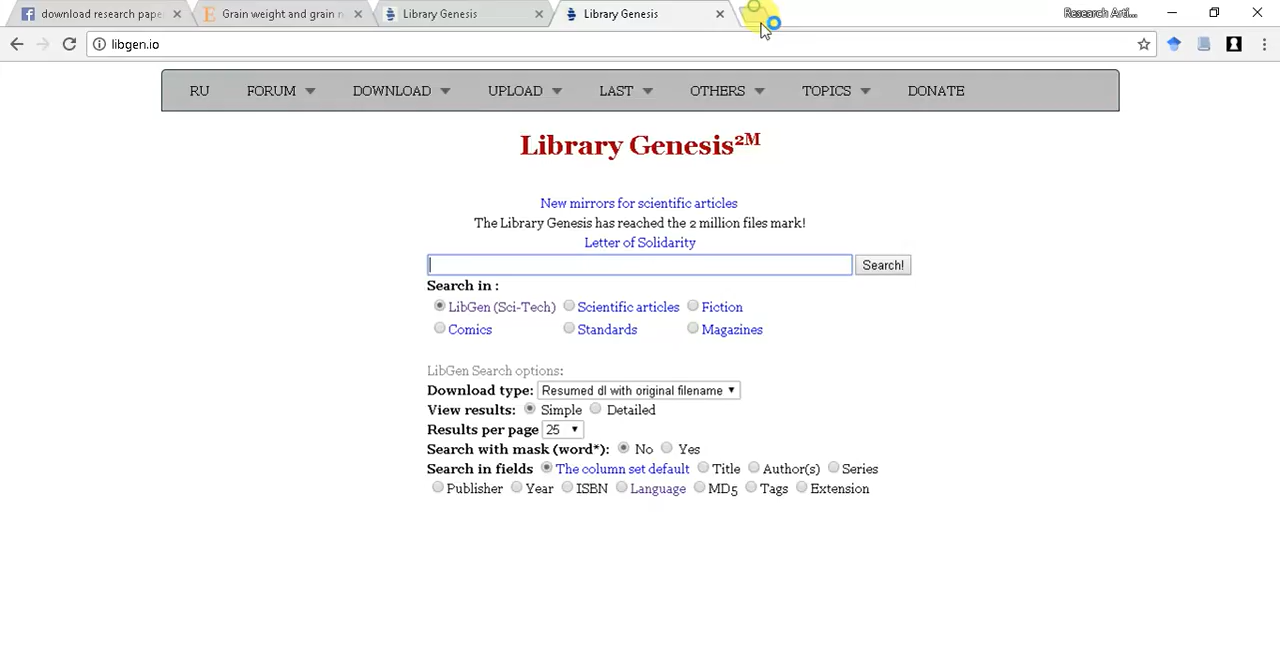 download research pape
Grain weight and grain n
Library Genesis
Library Genesis
Research Arti...
libgen.io
RU FORUM DOWNLOAD UPLOAD LAST OTHERS TOPICS DONATE
Library Genesis2M
New mirrors for scientific articles
The Library Genesis has reached the 2 million files mark!
Letter of Solidarity
Search!
Search in :
LibGen (Sci-Tech) Scientific articles Fiction
Comics Standards Magazines
LibGen Search options:
Download type: Resumed dl with original filename
View results: Simple Detailed
Results per page 25
Search with mask (word*): No Yes
Search in fields The column set default Title Author(s) Series
Publisher Year ISBN Language MD5 Tags Extension